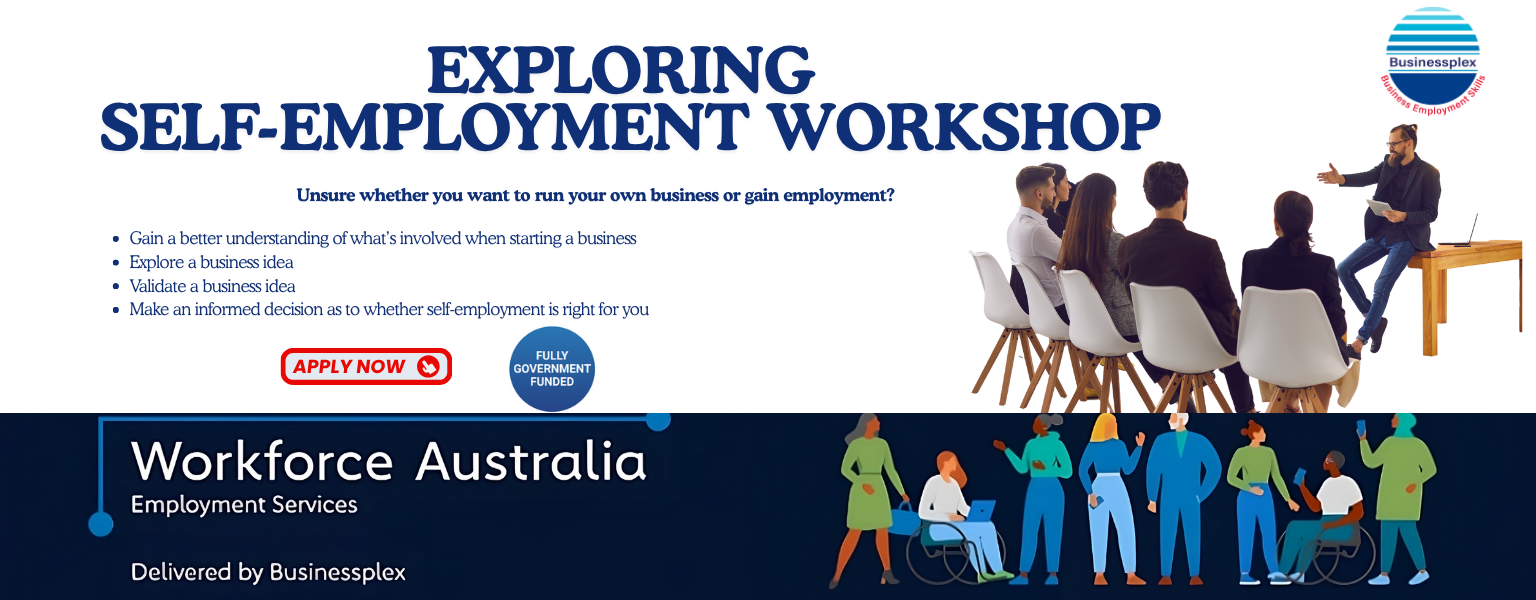 Businessplex
Business Employment Skills
EXPLORING
SELF-EMPLOYMENT WORKSHOP
Unsure whether you want to run your own business or gain employment?
• Gain a better understanding of what’s involved when starting a business
• Explore a business idea
• Validate a business idea
• Make an informed decision as to whether self-employment is right for you
APPLY NOW
FULLY
GOVERNMENT
FUNDED
Workforce Australia
Employment Services
Delivered by Businessplex